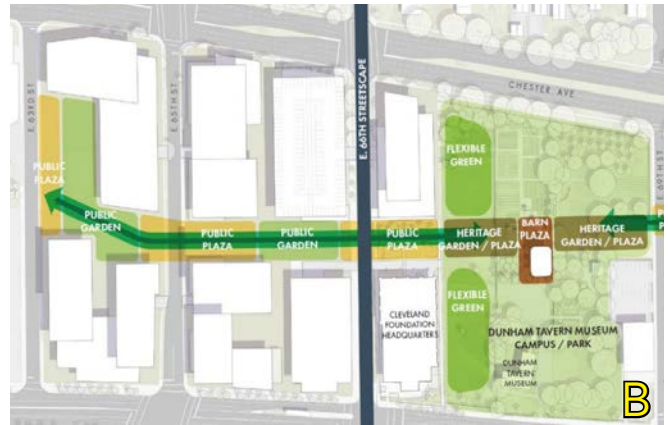 CHESTER AVE
E. 63RD ST
E. 65TH ST
E. 66TH STREETSCAPE
E. 69TH ST
PUBLIC
PLAZA
PUBLIC
GARDEN
PUBLIC
PLAZA
PUBLIC
GARDEN
PUBLIC
PLAZA
FLEXIBLE
GREEN
HERITAGE
GARDEN / PLAZA
BARN
PLAZA
HERITAGE
GARDEN / PLAZA
P
CLEVELAND
FOUNDATION
HEADQUARTERS
FLEXIBLE
GREEN
DUNHAM TAVERN MUSEUM
CAMPUS / PARK
DUNHAM
TAVERN
MUSEUM
B